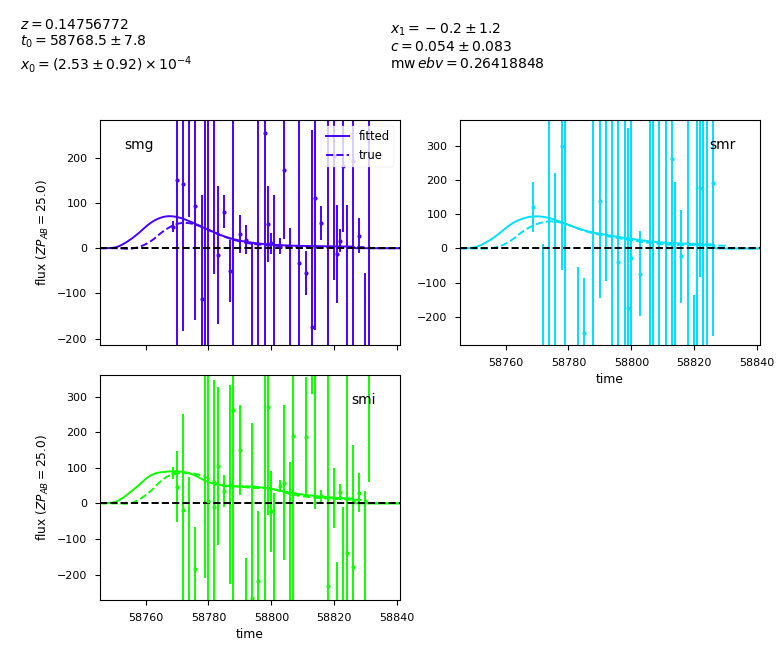 z = 0.14756772
t₀ = 58768.5 ± 7.8
x₀ = (2.53 ± 0.92) × 10⁻⁴
x₁ = −0.2 ± 1.2
c = 0.054 ± 0.083
mw ebv = 0.26418848
smg
fitted
true
200
100
0
−100
−200
flux (ZP_AB = 25.0)
smr
300
200
100
0
−100
−200
58760
58780
58800
58820
58840
time
smi
300
200
100
0
−100
−200
flux (ZP_AB = 25.0)
58760
58780
58800
58820
58840
time